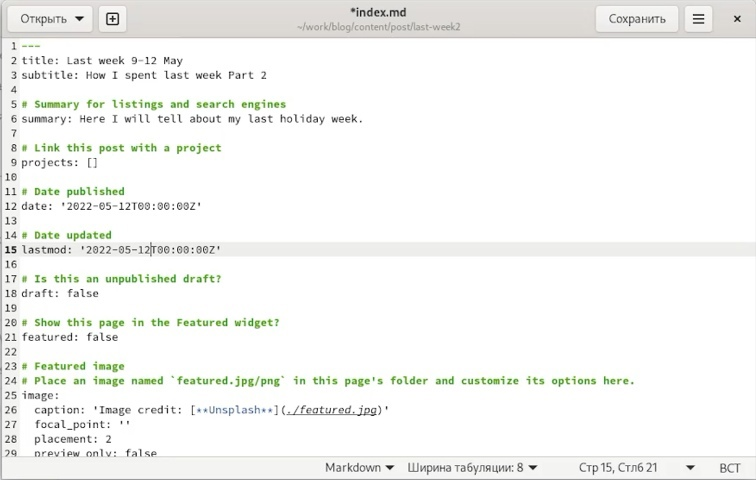 Открыть
*index.md
~/work/blog/content/post/last-week2
Сохранить
1 ---
2 title: Last week 9-12 May
3 subtitle: How I spent last week Part 2
4
5 # Summary for listings and search engines
6 summary: Here I will tell about my last holiday week.
7
8 # Link this post with a project
9 projects: []
10
11 # Date published
12 date: '2022-05-12T00:00:00Z'
13
14 # Date updated
15 lastmod: '2022-05-12T00:00:00Z'
16
17 # Is this an unpublished draft?
18 draft: false
19
20 # Show this page in the Featured widget?
21 featured: false
22
23 # Featured image
24 # Place an image named `featured.jpg/png` in this page's folder and customize its options here.
25 image:
26   caption: 'Image credit: [**Unsplash**](./featured.jpg)'
27   focal_point: ''
28   placement: 2
29   preview_only: false
Markdown Ширина табуляции: 8 Стр 15, Стлб 21 ВСТ